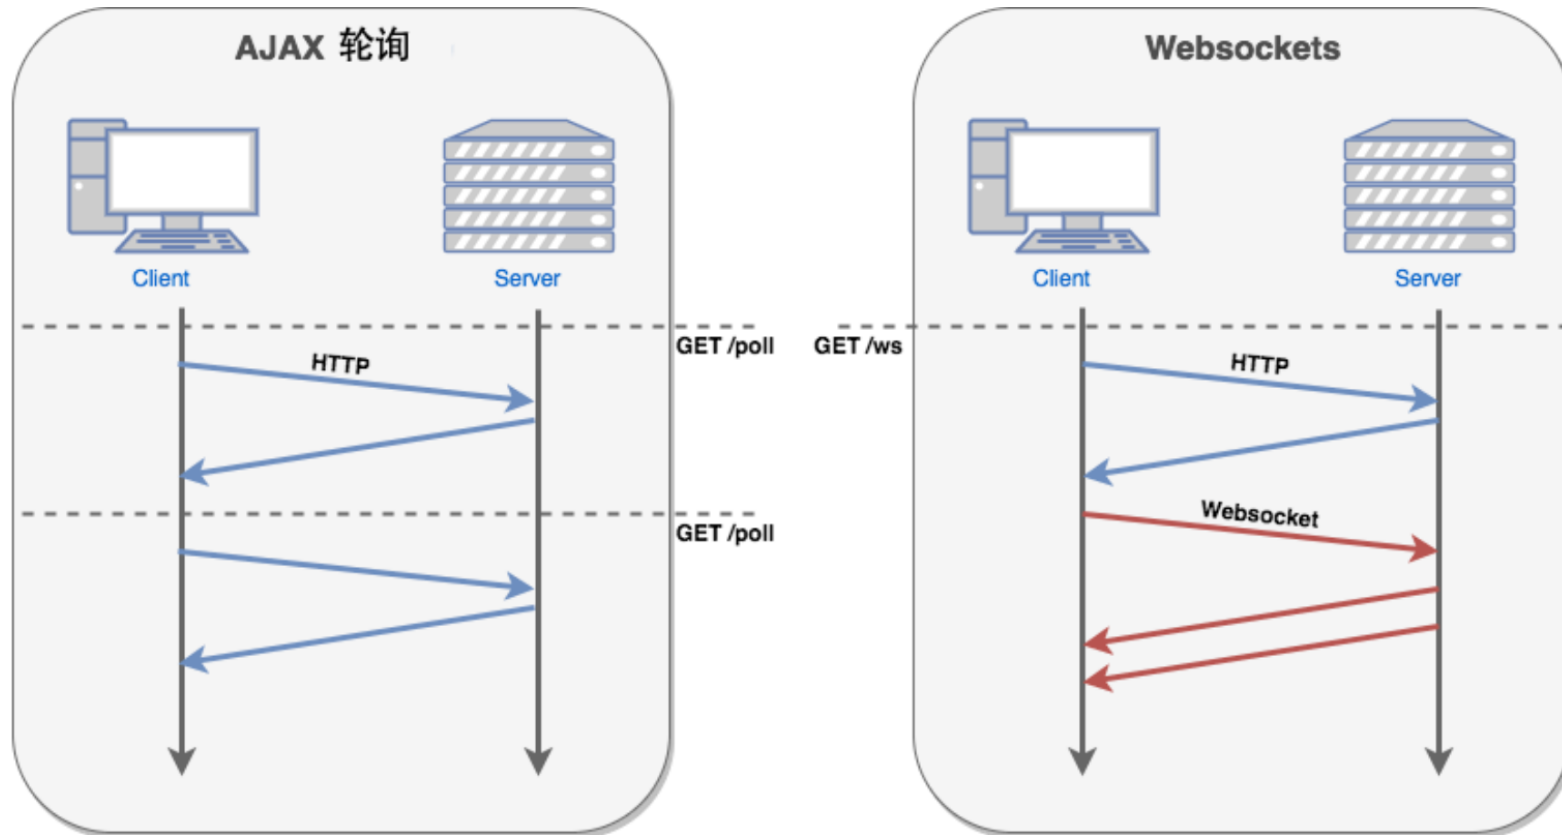 AJAX 轮询
Client
Server
GET /poll
HTTP
GET /poll
Websockets
Client
Server
GET /ws
HTTP
Websocket